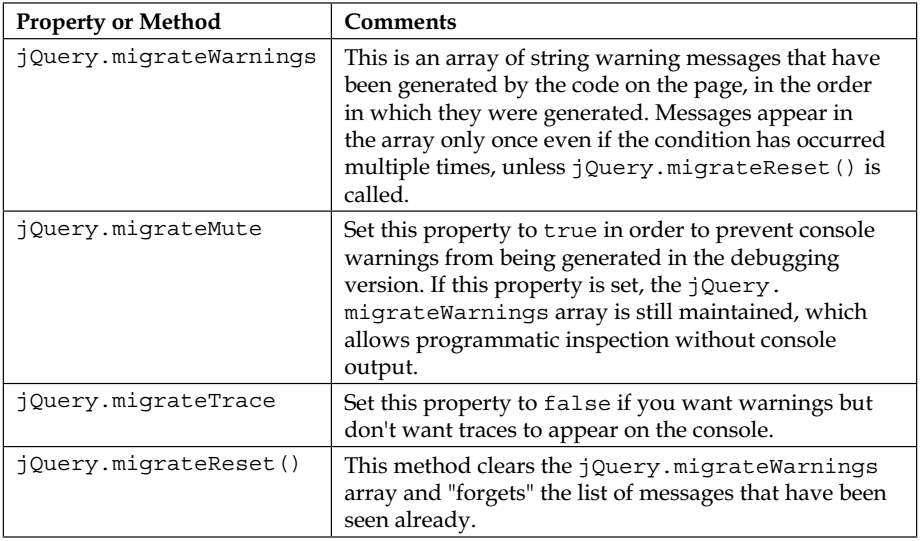 Property or Method Comments
jQuery.migrateWarnings This is an array of string warning messages that have
been generated by the code on the page, in the order
in which they were generated. Messages appear in
the array only once even if the condition has occurred
multiple times, unless jQuery.migrateReset() is
called.
jQuery.migrateMute Set this property to true in order to prevent console
warnings from being generated in the debugging
version. If this property is set, the jQuery.
migrateWarnings array is still maintained, which
allows programmatic inspection without console
output.
jQuery.migrateTrace Set this property to false if you want warnings but
don't want traces to appear on the console.
jQuery.migrateReset() This method clears the jQuery.migrateWarnings
array and "forgets" the list of messages that have been
seen already.